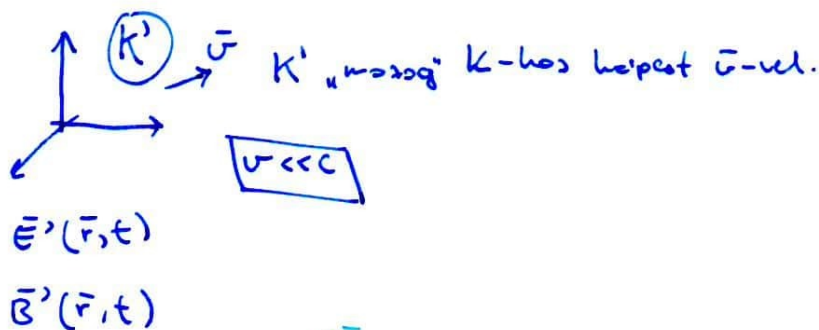 K' v̄ K' „mozog" K-hoz képest v̄-vel.
v << c
Ē'(r̄,t)
B̄'(r̄,t)